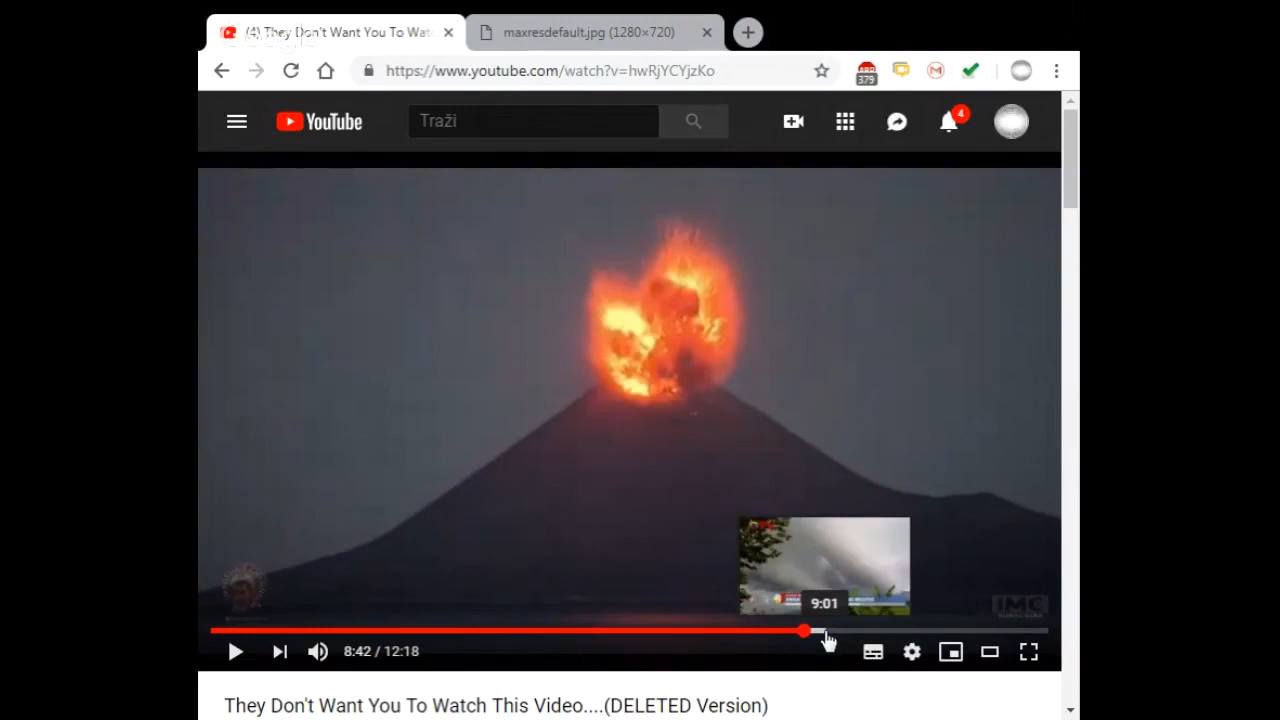 (4) They Don't Want You To Wat
maxresdefault.jpg (1280×720)
https://www.youtube.com/watch?v=hwRjYCYjzKo
379
YouTube
Traži
4
IMC
9:01
8:42 / 12:18
They Don't Want You To Watch This Video....(DELETED Version)